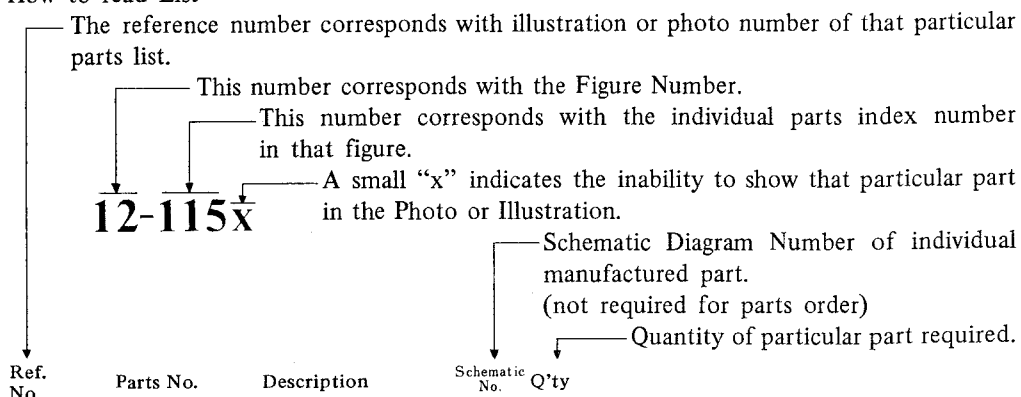 How to read List
The reference number corresponds with illustration or photo number of that particular
parts list.
This number corresponds with the Figure Number.
This number corresponds with the individual parts index number
in that figure.
A small “x” indicates the inability to show that particular part
in the Photo or Illustration.
12-115x
Schematic Diagram Number of individual
manufactured part.
(not required for parts order)
Quantity of particular part required.
Ref. No. Parts No. Description Schematic No. Q'ty